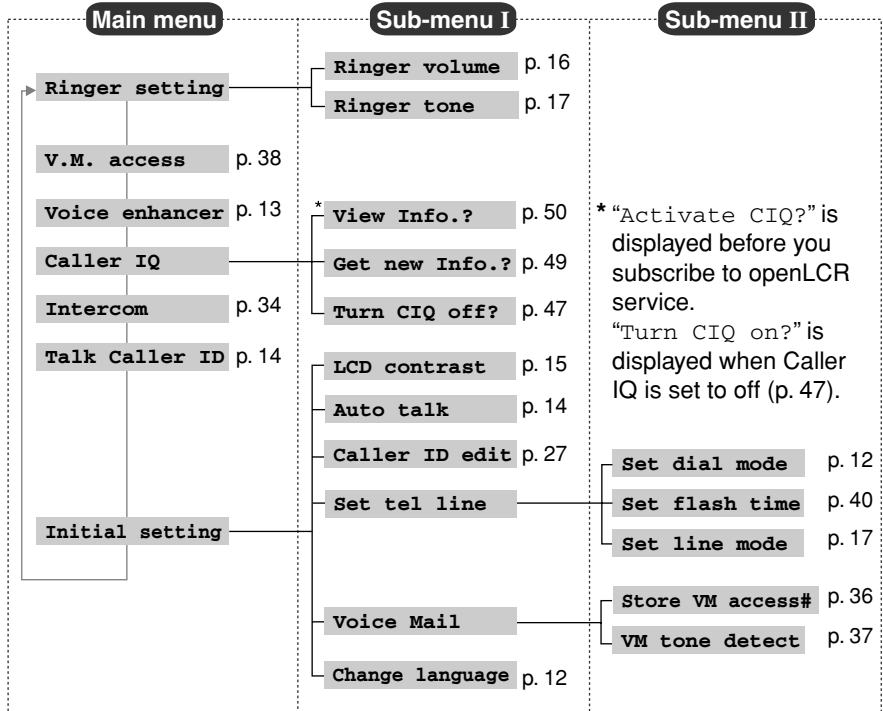 Main menu
Sub-menu I
Sub-menu II
Ringer setting
Ringer volume p. 16
Ringer tone p. 17
V.M. access p. 38
Voice enhancer p. 13
Caller IQ
* View Info.? p. 50
Get new Info.? p. 49
Turn CIQ off? p. 47
* “Activate CIQ?” is
displayed before you
subscribe to openLCR
service.
“Turn CIQ on?” is
displayed when Caller
IQ is set to off (p. 47).
Intercom p. 34
Talk Caller ID p. 14
Initial setting
LCD contrast p. 15
Auto talk p. 14
Caller ID edit p. 27
Set tel line
Set dial mode p. 12
Set flash time p. 40
Set line mode p. 17
Voice Mail
Store VM access# p. 36
VM tone detect p. 37
Change language p. 12